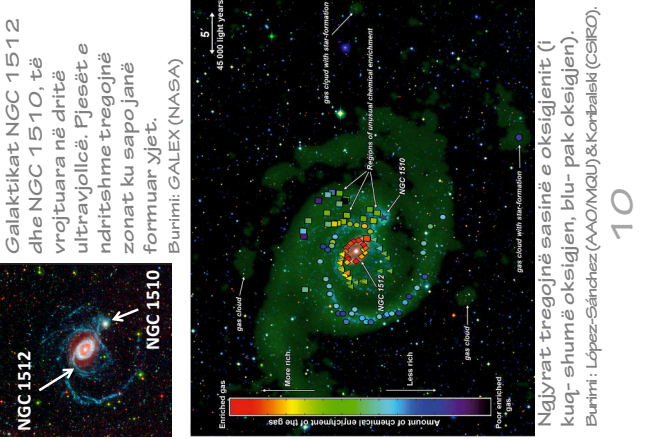 Galaktikat NGC 1512
dhe NGC 1510, të
vrojtuara në dritë
ultravjollcë. Pjesët e
ndritshme tregojnë
zonat ku sapo janë
formuar yjet.
Burimi: GALEX (NASA)
NGC 1512
NGC 1510
5'
45 000 light years
gas cloud with star-formation
Regions of unusual chemical enrichment
NGC 1510
NGC 1512
gas cloud
gas cloud
gas cloud with star-formation
Enriched gas
More rich
Less rich
Poor enriched
gas
Amount of chemical enrichment of the gas
Ngjyrat tregojnë sasinë e oksigjenit (i
kuq- shumë oksigjen, blu- pak oksigjen).
Burimi: López-Sánchez (AAO/MQU) & Koribalski (CSIRO).
10